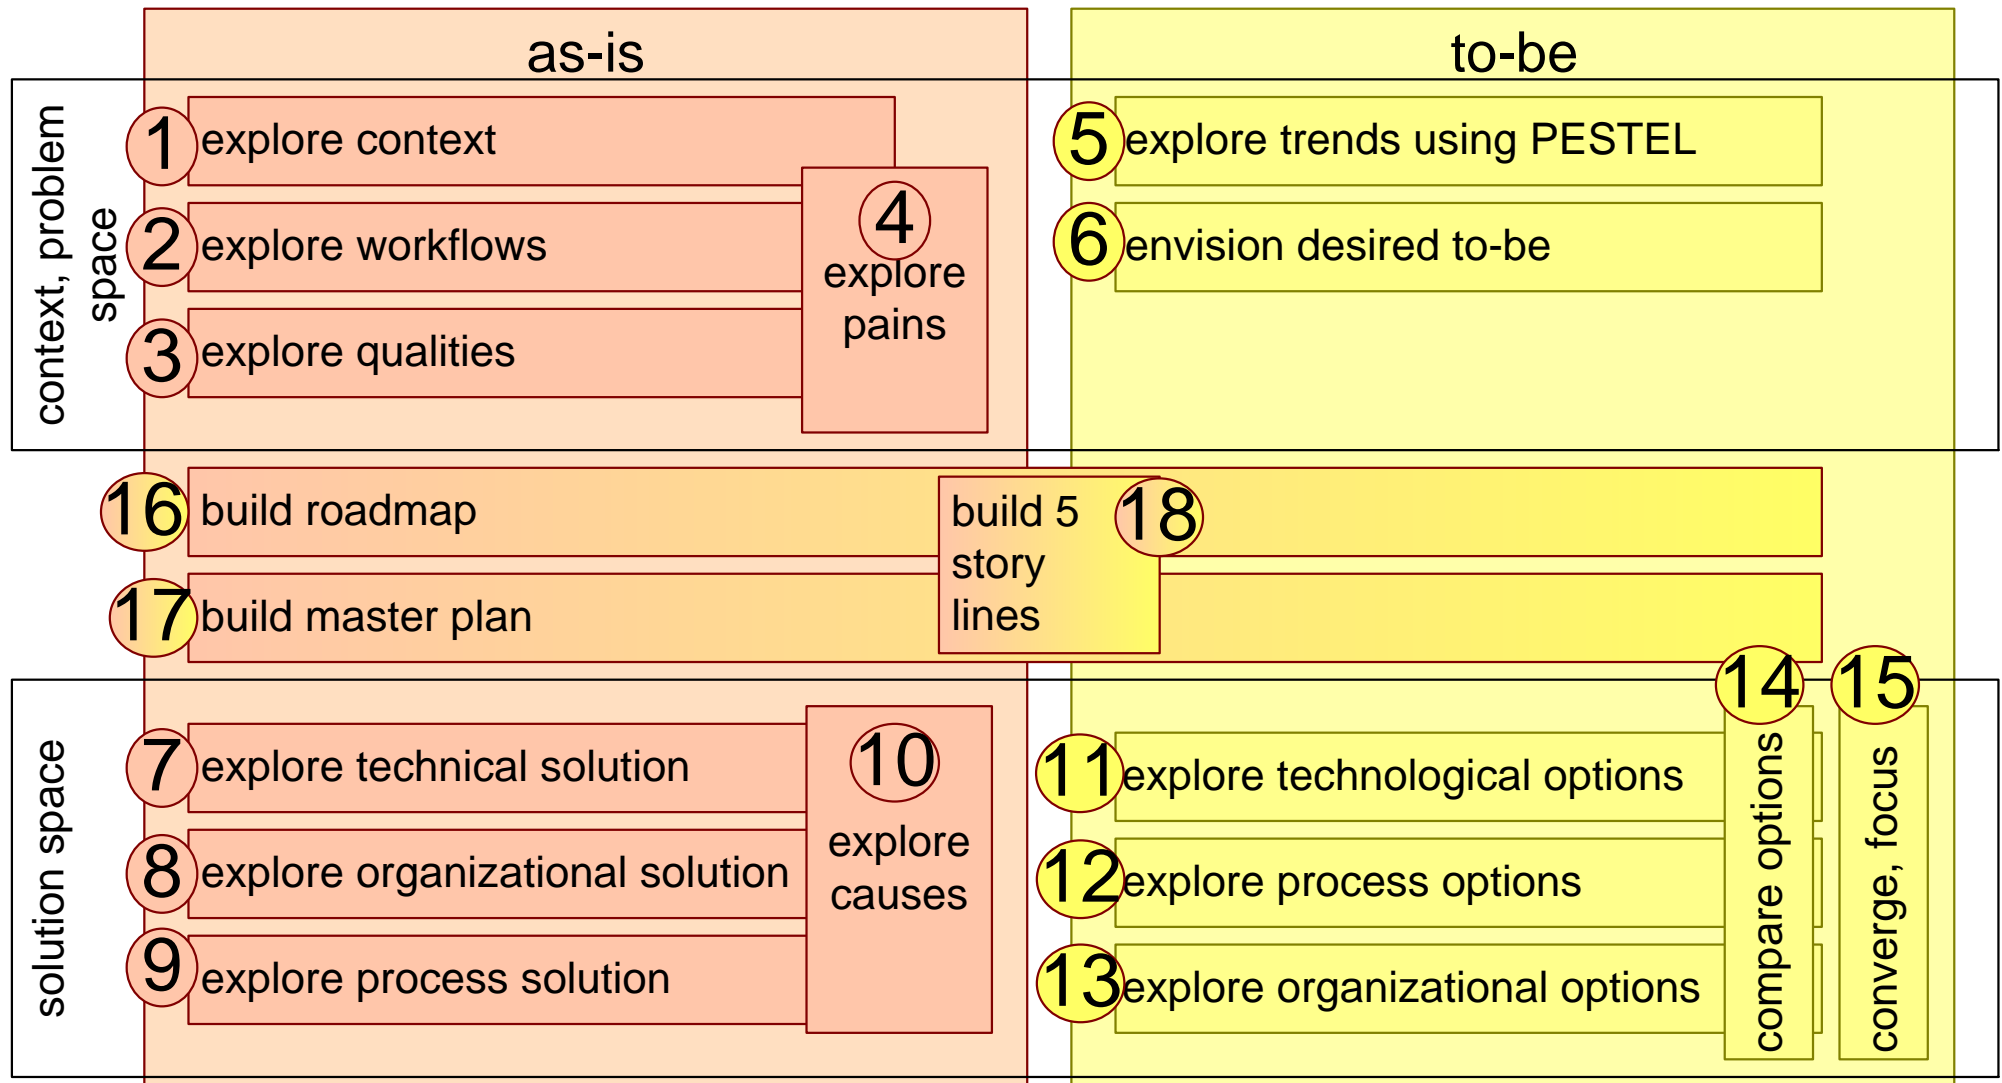 as-is
to-be
context, problem
space
1
explore context
2
explore workflows
3
explore qualities
4
explore
pains
5
explore trends using PESTEL
6
envision desired to-be
16
build roadmap
17
build master plan
build 5
story
lines
18
solution space
7
explore technical solution
8
explore organizational solution
9
explore process solution
10
explore
causes
11
explore technological options
12
explore process options
13
explore organizational options
14
compare options
15
converge, focus